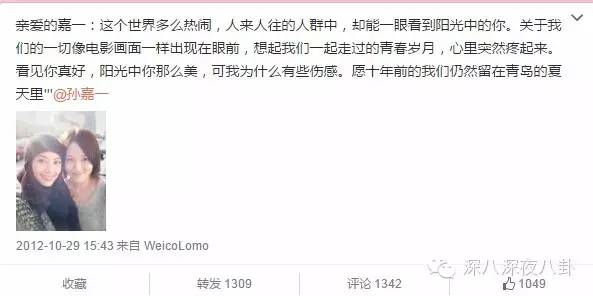 亲爱的嘉一：这个世界多么热闹，人来人往的人群中，却能一眼看到阳光中的你。关于我
们的一切像电影画面一样出现在眼前，想起我们一起走过的青春岁月，心里突然疼起来。
看见你真好，阳光中你那么美，可我为什么有些伤感。愿十年前的我们仍然留在青岛的夏
天里'"@孙嘉一
2012-10-29 15:43 来自 WeicoLomo
收藏 转发 1309 评论 1342 1049
深八深夜八卦